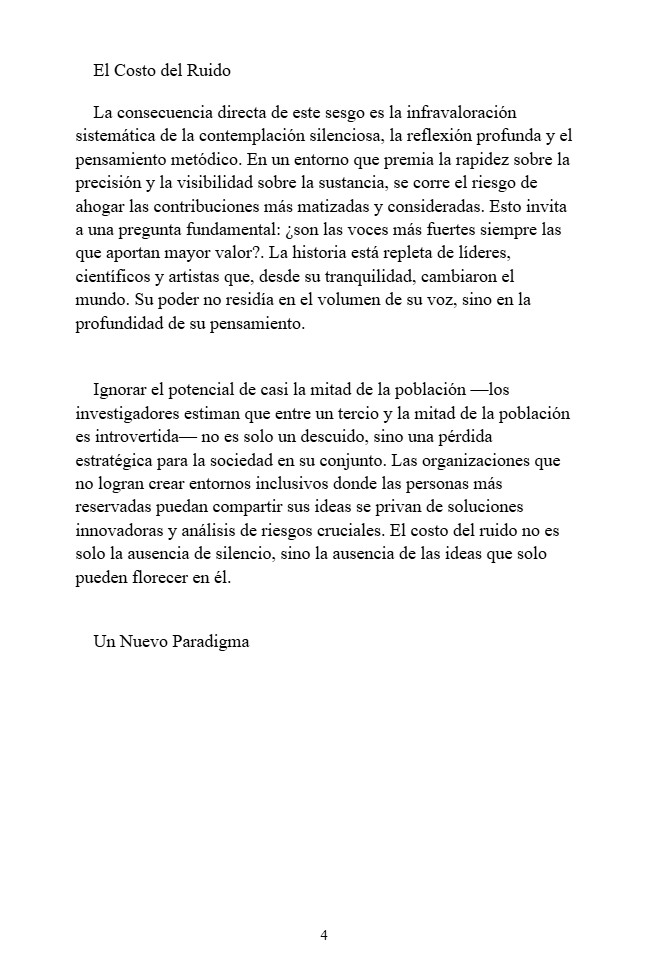 El Costo del Ruido
La consecuencia directa de este sesgo es la infravaloración
sistemática de la contemplación silenciosa, la reflexión profunda y el
pensamiento metódico. En un entorno que premia la rapidez sobre la
precisión y la visibilidad sobre la sustancia, se corre el riesgo de
ahogar las contribuciones más matizadas y consideradas. Esto invita
a una pregunta fundamental: ¿son las voces más fuertes siempre las
que aportan mayor valor?. La historia está repleta de líderes,
científicos y artistas que, desde su tranquilidad, cambiaron el
mundo. Su poder no residía en el volumen de su voz, sino en la
profundidad de su pensamiento.
Ignorar el potencial de casi la mitad de la población —los
investigadores estiman que entre un tercio y la mitad de la población
es introvertida— no es solo un descuido, sino una pérdida
estratégica para la sociedad en su conjunto. Las organizaciones que
no logran crear entornos inclusivos donde las personas más
reservadas puedan compartir sus ideas se privan de soluciones
innovadoras y análisis de riesgos cruciales. El costo del ruido no es
solo la ausencia de silencio, sino la ausencia de las ideas que solo
pueden florecer en él.
Un Nuevo Paradigma
4